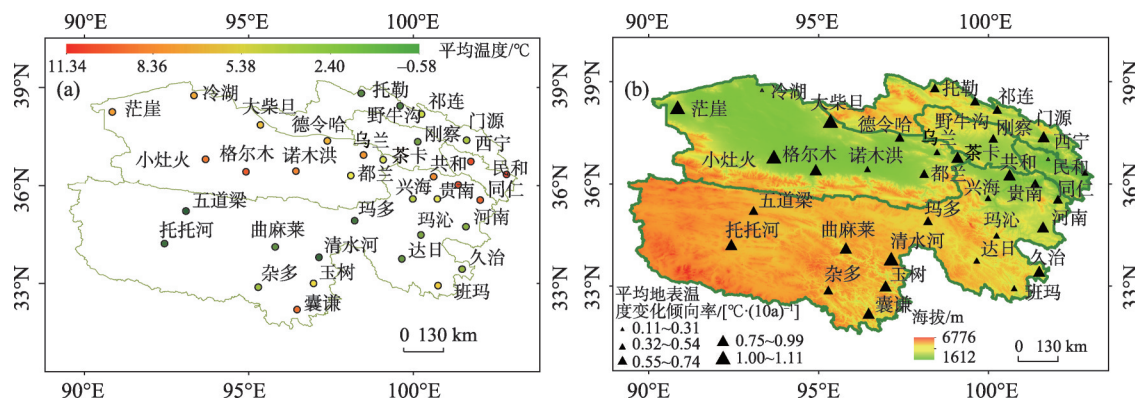 90°E 95°E 100°E
平均温度/℃
11.34 8.36 5.38 2.40 −0.58
(a)
39°N
36°N
33°N
托勒
冷湖
祁连
茫崖
大柴旦
野牛沟
门源
德令哈
刚察
乌兰
西宁
小灶火
格尔木
诺木洪
茶卡
共和
民和
都兰
兴海
贵南
同仁
五道梁
玛多
河南
玛沁
托托河
曲麻莱
清水河
达日
久治
杂多
玉树
班玛
囊谦
0 130 km
39°N
36°N
33°N
90°E 95°E 100°E
90°E 95°E 100°E
(b)
39°N
36°N
33°N
托勒
冷湖
祁连
茫崖
大柴旦
野牛沟
门源
德令哈
刚察
乌兰
西宁
小灶火
格尔木
诺木洪
茶卡
共和
民和
都兰
兴海
贵南
同仁
五道梁
玛多
河南
玛沁
托托河
曲麻莱
清水河
达日
久治
杂多
玉树
班玛
囊谦
平均地表温
度变化倾向率/[℃·(10a)⁻¹]
0.11~0.31
0.32~0.54
0.55~0.74
0.75~0.99
1.00~1.11
海拔/m
6776
1612
0 130 km
39°N
36°N
33°N
90°E 95°E 100°E